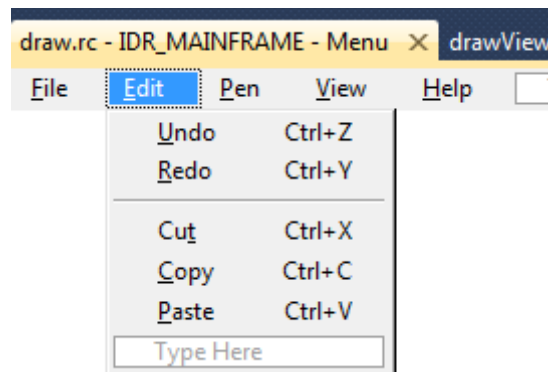 draw.rc - IDR_MAINFRAME - Menu drawView
File Edit Pen View Help
Undo Ctrl+Z
Redo Ctrl+Y
Cut Ctrl+X
Copy Ctrl+C
Paste Ctrl+V
Type Here